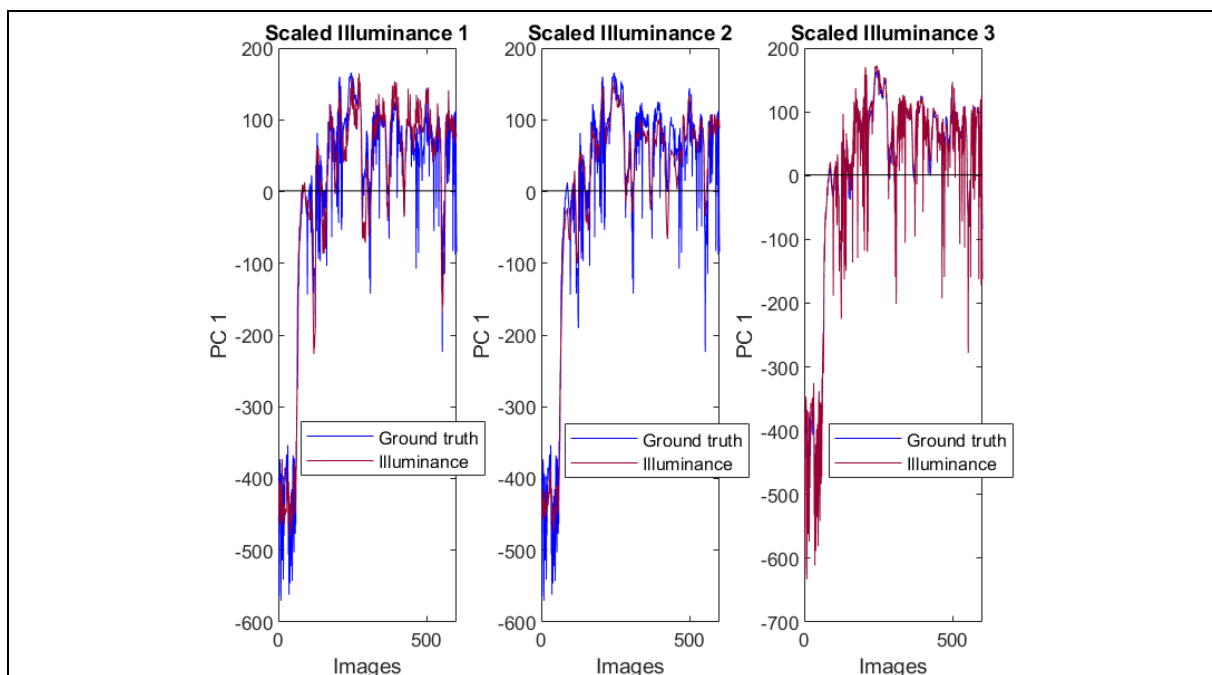 Scaled Illuminance 1
200
100
0
-100
-200
-300
-400
-500
-600
PC 1
Ground truth
Illuminance
0
500
Images
Scaled Illuminance 2
200
100
0
-100
-200
-300
-400
-500
-600
PC 1
Ground truth
Illuminance
0
500
Images
Scaled Illuminance 3
200
100
0
-100
-200
-300
-400
-500
-600
-700
PC 1
Ground truth
Illuminance
0
500
Images